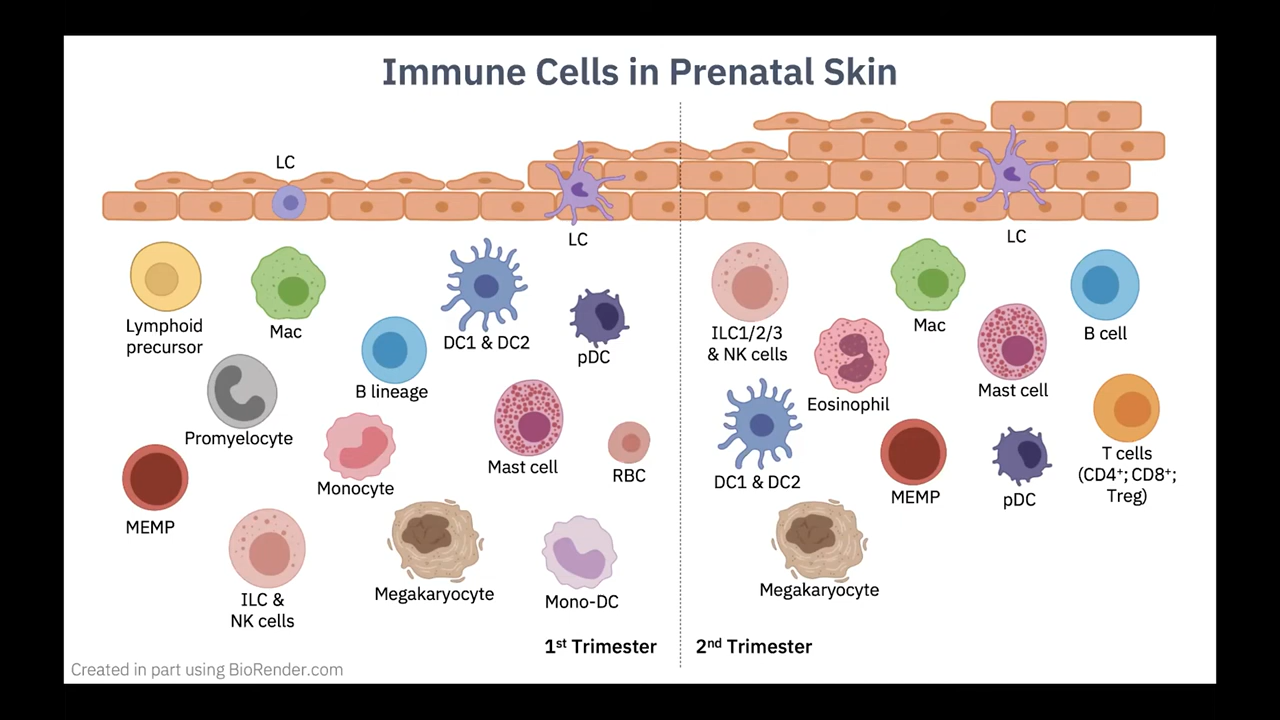 Immune Cells in Prenatal Skin
LC
LC
Lymphoid
precursor
Mac
DC1 & DC2
pDC
B lineage
Promyelocyte
Monocyte
Mast cell
RBC
MEMP
ILC &
NK cells
Megakaryocyte
Mono-DC
1st Trimester
LC
ILC1/2/3
& NK cells
Mac
B cell
Eosinophil
Mast cell
DC1 & DC2
MEMP
pDC
T cells
(CD4⁺; CD8⁺;
Treg)
Megakaryocyte
2nd Trimester
Created in part using BioRender.com